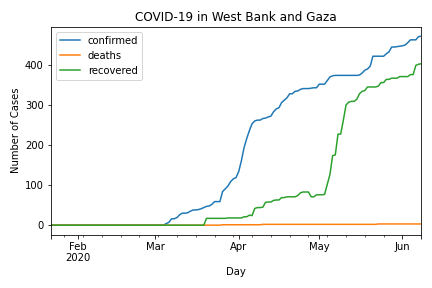 COVID-19 in West Bank and Gaza
confirmed
deaths
recovered
Number of Cases
400
300
200
100
0
Feb
2020
Mar
Apr
May
Jun
Day